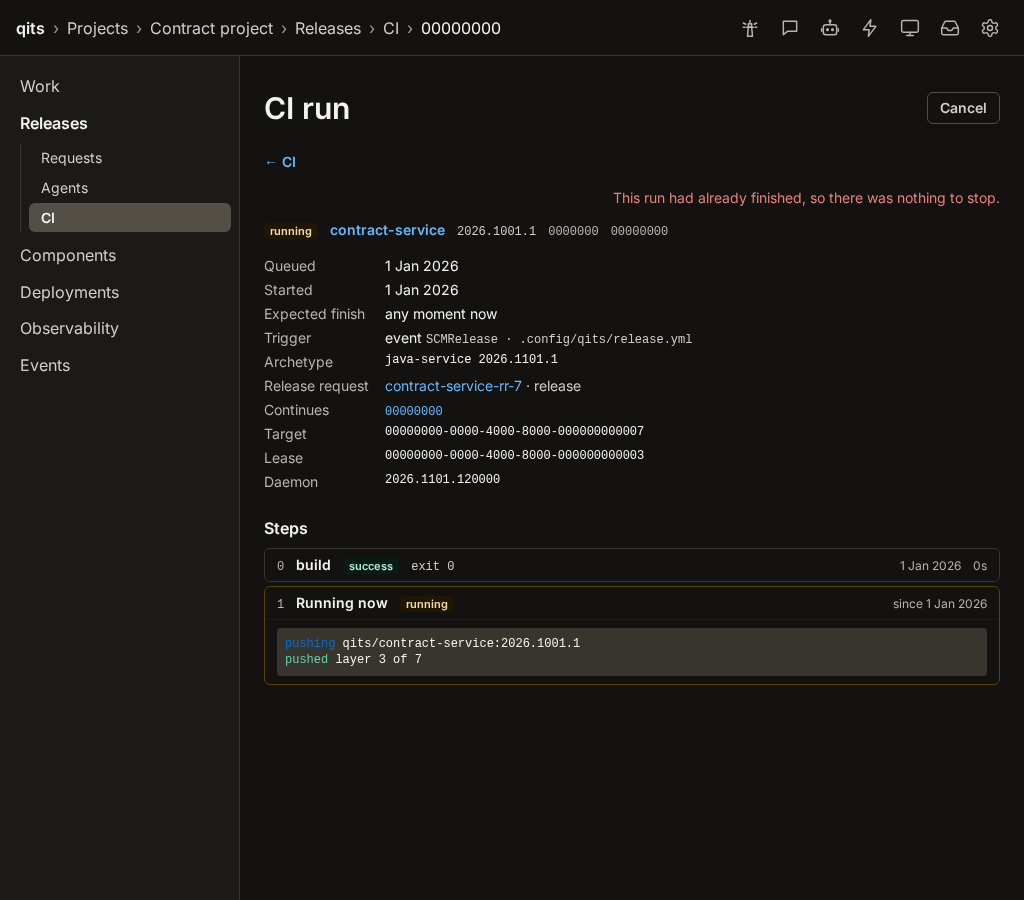 qits › Projects › Contract project › Releases › CI › 00000000
Work
Releases
Requests
Agents
CI
Components
Deployments
Observability
Events
CI run
Cancel
← CI
This run had already finished, so there was nothing to stop.
running contract-service 2026.1001.1 0000000 00000000
Queued 1 Jan 2026
Started 1 Jan 2026
Expected finish any moment now
Trigger event SCMRelease · .config/qits/release.yml
Archetype java-service 2026.1101.1
Release request contract-service-rr-7 · release
Continues 00000000
Target 00000000-0000-4000-8000-000000000007
Lease 00000000-0000-4000-8000-000000000003
Daemon 2026.1101.120000
Steps
0 build success exit 0 1 Jan 2026 0s
1 Running now running since 1 Jan 2026
pushing qits/contract-service:2026.1001.1
pushed layer 3 of 7